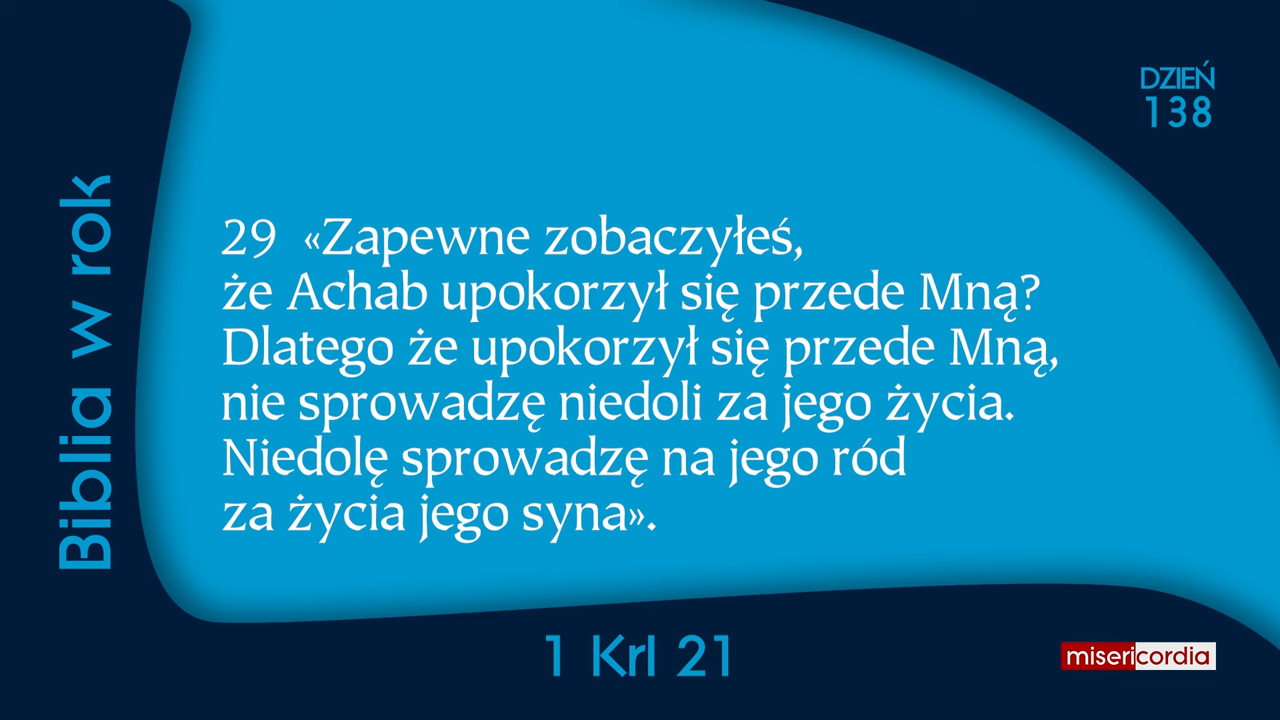 DZIEŃ
138
Biblia w rok
29 «Zapewne zobaczyłeś,
że Achab upokorzył się przede Mną?
Dlatego że upokorzył się przede Mną,
nie sprowadzę niedoli za jego życia.
Niedolę sprowadzę na jego ród
za życia jego syna».
1 Krl 21
misericordia